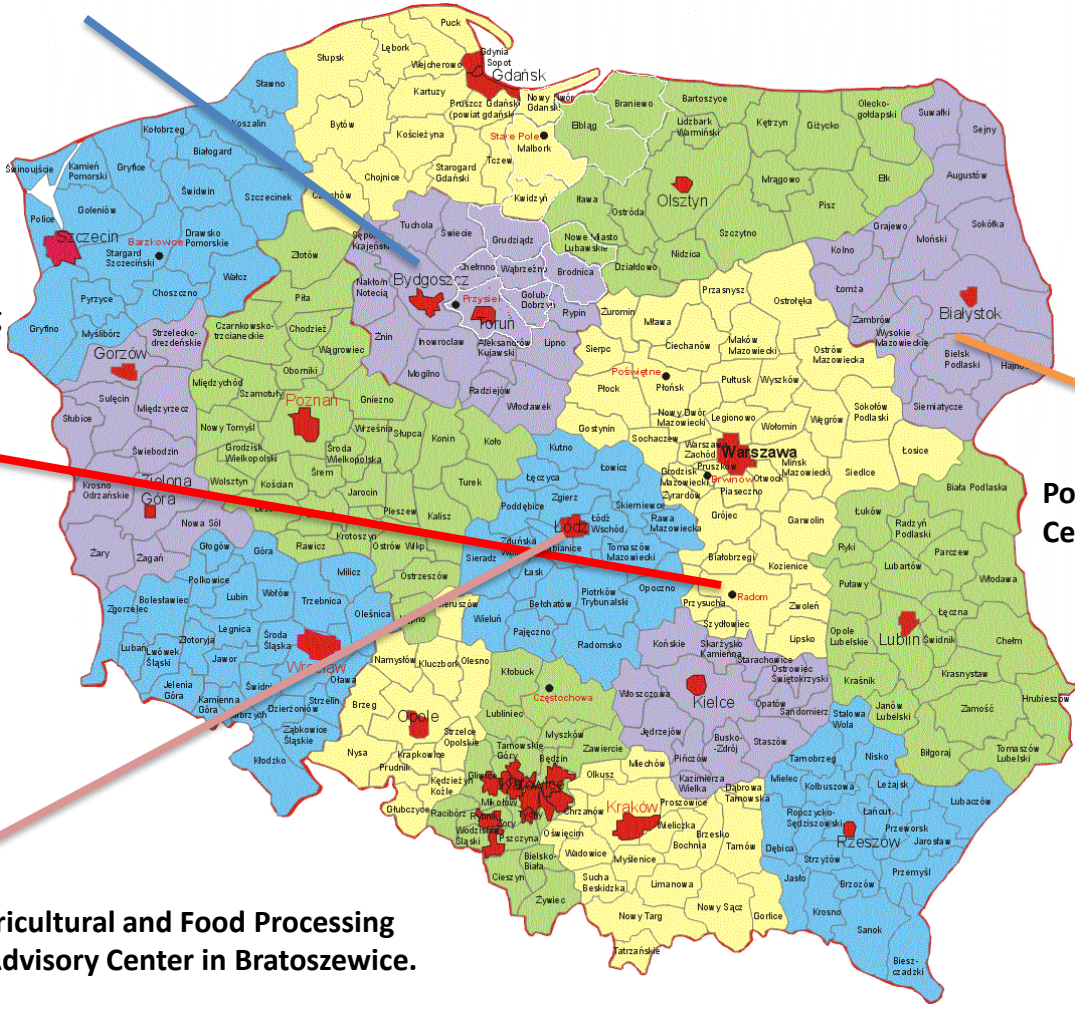 Puck
Lębork
Wejcherowo
Gdynia
Sopot
Gdańsk
Słupsk
Kartuzy
Pruszcz Gdański
(powiat gdański)
Nowy Dwór
Gdański
Bytów
Kościeżyna
Stare Pole
Malbork
Tczew
Starogard
Gdański
Chojnice
Kwidzyń
Sławno
Koszalin
Kołobrzeg
Białogard
Świnoujście
Kamień
Pomorski
Gryfice
Świdwin
Szczecinek
Goleniów
Police
Szczecin
Barzkowice
Drawsko
Pomorskie
Stargard
Szczeciński
Wałcz
Choszczno
Pyrzyce
Gryfino
Myślibórz
Braniewo
Bartoszyce
Olecko-
gołdapski
Elbląg
Lidzbark
Warmiński
Kętrzyn
Giżycko
Mrągowo
Ełk
Olsztyn
Iława
Ostróda
Pisz
Szczytno
Nowe Miasto
Lubawskie
Nidzica
Działdowo
Suwałki
Sejny
Augustów
Grajewo
Sokółka
Moński
Kolno
Łomża
Białystok
Zambrów
Wysokie
Mazowieckie
Bielsk
Podlaski
Siemiatycze
Tuchola
Świecie
Grudziądz
Chełmno
Wąbrzeźno
Brodnica
Nakło/n
Notecią
Bydgoszcz
Przysiek
Toruń
Golub-
Dobrzyń
Rypin
Żnin
Inowrocław
Aleksandrów
Kujawski
Lipno
Mogilno
Radziejów
Włocławek
Złotów
Piła
Czarnkowsko-
trzcianeckie
Chodzież
Wągrowiec
Oborniki
Międzychód
Szamotuły
Poznań
Gniezno
Nowy Tomyśl
Września
Słupca
Konin
Koło
Grodzisk
Wielkopolski
Środa
Wielkopolska
Śrem
Wolsztyn
Kościan
Jarocin
Turek
Pleszew
Kalisz
Krotoszyn
Rawicz
Ostrów Wlkp.
Ostrzeszów
Strzelecko-
drezdeńskie
Gorzów
Sulęcin
Międzyrzecz
Słubice
Świebodzin
Krosno
Odrzańskie
Zielona
Góra
Nowa Sól
Żary
Żagań
Żuromin
Mława
Przasnysz
Ostrołęka
Sierpc
Ciechanów
Maków
Mazowiecki
Ostrów
Mazowiecka
Poświętne
Płońsk
Płock
Pułtusk
Wyszków
Gostynin
Nowy Dwór
Mazowiecki
Legionowo
Wołomin
Węgrów
Sokołów
Podlaski
Sochaczew
Warszawa
Zachód
Warszawa
Pruszków
Grodzisk
Mazowiecki
Brwinów
Otwock
Mińsk
Mazowiecki
Siedlce
Łosice
Żyrardów
Piaseczno
Grójec
Garwolin
Białobrzegi
Kozienice
Radom
Przysucha
Zwoleń
Szydłowiec
Lipsko
Kutno
Łęczyca
Łowicz
Zgierz
Poddębice
Skierniewice
Łódź
Łódź
Wschód
Rawa
Mazowiecka
Zduńska
Pabianice
Sieradz
Tomaszów
Mazowiecki
Łask
Opoczno
Bełchatów
Piotrków
Trybunalski
Wieluń
Pajęczno
Radomsko
Biała Podlaska
Łuków
Radzyń
Podlaski
Ryki
Parczew
Lubartów
Włodawa
Puławy
Łęczna
Opole
Lubelskie
Lublin
Świdnik
Chełm
Kraśnik
Krasnystaw
Janów
Lubelski
Zamość
Hrubieszów
Biłgoraj
Tomaszów
Lubelski
Głogów
Góra
Polkowice
Milicz
Bolesławiec
Lubin
Wołów
Trzebnica
Zgorzelec
Oleśnica
Złotoryja
Legnica
Środa
Śląska
Wrocław
Lubań
Lwówek
Śląski
Jawor
Oława
Jelenia
Góra
Kamienna
Góra
Strzelin
Dzierżoniów
Ząbkowice
Śląskie
Kłodzko
Namysłów
Kluczbork
Olesno
Brzeg
Opole
Strzelce
Opolskie
Nysa
Krapkowice
Prudnik
Kędzieżyn
Koźle
Głubczyce
Kłobuck
Częstochowa
Lubliniec
Myszków
Tarnowskie
Góry
Będzin
Zawiercie
Gliwice
Katowice
Mikołów
Tychy
Racibórz
Rybnik
Żory
Wodzisław
Śląski
Pszczyna
Bielsko-
Biała
Cieszyn
Żywiec
Końskie
Skarżysko
Kamienna
Starachowice
Ostrowiec
Świętokrzyski
Włoszczowa
Kielce
Opatów
Sandomierz
Jędrzejów
Busko-
Zdrój
Staszów
Pińczów
Kazimierza
Wielka
Miechów
Olkusz
Dąbrowa
Tarnowska
Chrzanów
Kraków
Proszowice
Wieliczka
Brzesko
Oświęcim
Bochnia
Tarnów
Wadowice
Myślenice
Sucha
Beskidzka
Limanowa
Nowy Sącz
Gorlice
Nowy Targ
Tatrzańskie
Stalowa
Wola
Tarnobrzeg
Nisko
Mielec
Kolbuszowa
Leżajsk
Lubaczów
Ropczycko-
Sędziszowski
Łańcut
Przeworsk
Rzeszów
Jarosław
Dębica
Strzyżów
Przemyśl
Jasło
Brzozów
Krosno
Sanok
Biesz-
czadzki
Po
Ce
ricultural and Food Processing
Advisory Center in Bratoszewice.